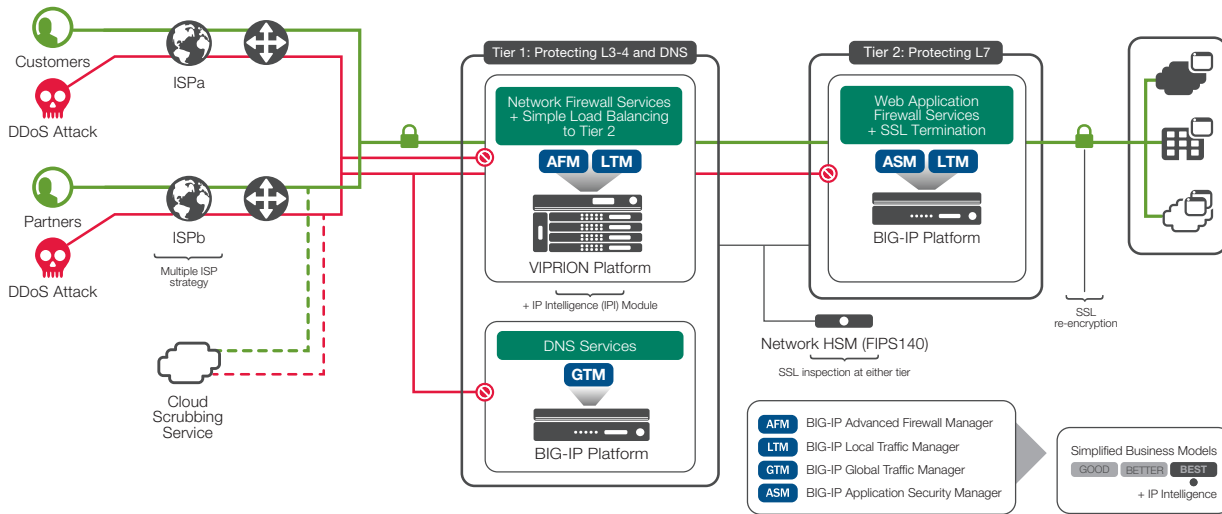 Customers
DDoS Attack
ISPa
Partners
DDoS Attack
ISPb
Multiple ISP
strategy
Cloud
Scrubbing
Service
Tier 1: Protecting L3-4 and DNS
Network Firewall Services
+ Simple Load Balancing
to Tier 2
AFM LTM
VIPRION Platform
+ IP Intelligence (IPI) Module
DNS Services
GTM
BIG-IP Platform
Tier 2: Protecting L7
Web Application
Firewall Services
+ SSL Termination
ASM LTM
BIG-IP Platform
Network HSM (FIPS140)
SSL inspection at either tier
SSL
re-encryption
AFM BIG-IP Advanced Firewall Manager
LTM BIG-IP Local Traffic Manager
GTM BIG-IP Global Traffic Manager
ASM BIG-IP Application Security Manager
Simplified Business Models
GOOD BETTER BEST
+ IP Intelligence